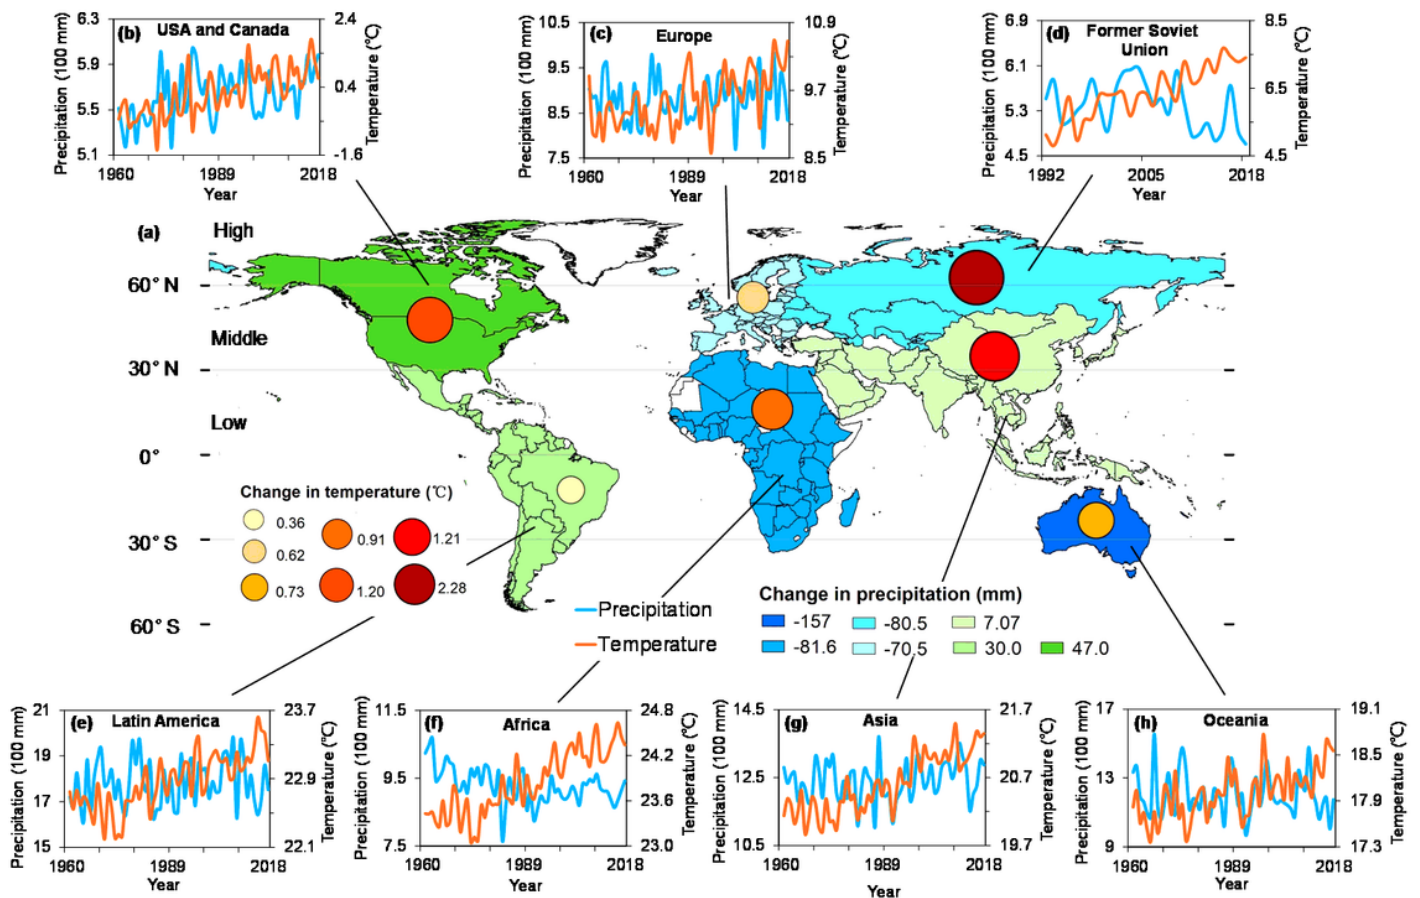 (b) USA and Canada
Precipitation (100 mm)
6.3
5.9
5.5
5.1
2.4
0.4
-1.6
Temperature (℃)
1960 1989 2018
Year
(c) Europe
Precipitation (100 mm)
10.5
9.5
8.5
7.5
10.9
9.7
8.5
Temperature (℃)
1960 1989 2018
Year
(d) Former Soviet
Union
Precipitation (100 mm)
6.9
6.1
5.3
4.5
8.5
6.5
4.5
Temperature (℃)
1992 2005 2018
Year
(a)
High
60° N
Middle
30° N
Low
0°
30° S
60° S
Change in temperature (℃)
0.36
0.62
0.73
0.91
1.20
1.21
2.28
Precipitation
Temperature
Change in precipitation (mm)
-157 -80.5 7.07
-81.6 -70.5 30.0 47.0
(e) Latin America
Precipitation (100 mm)
21
19
17
15
23.7
22.9
22.1
Temperature (℃)
1960 1989 2018
Year
(f) Africa
Precipitation (100 mm)
11.5
9.5
7.5
24.8
24.2
23.6
23.0
Temperature (℃)
1960 1989 2018
Year
(g) Asia
Precipitation (100 mm)
14.5
12.5
10.5
21.7
20.7
19.7
Temperature (℃)
1960 1989 2018
Year
(h) Oceania
Precipitation (100 mm)
17
13
9
19.1
18.5
17.9
17.3
Temperature (℃)
1960 1989 2018
Year